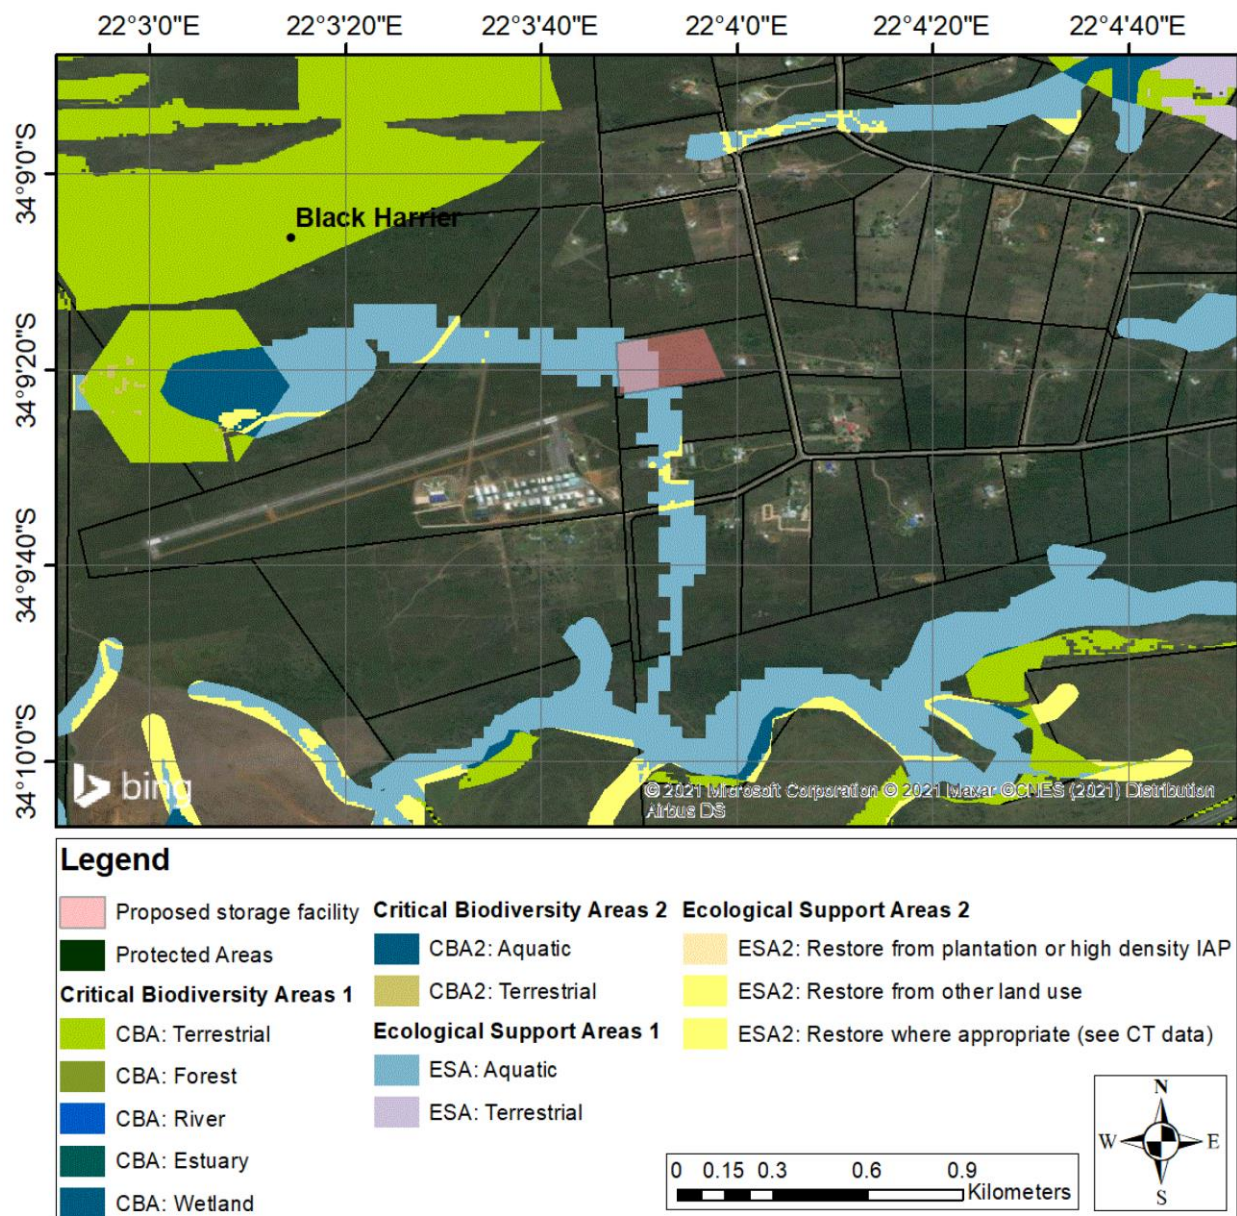 22°3'0"E 22°3'20"E 22°3'40"E 22°4'0"E 22°4'20"E 22°4'40"E
34°9'0"S
Black Harrier
34°9'20"S
34°9'40"S
34°10'0"S
bing
© 2021 Microsoft Corporation © 2021 Maxar ©CNES (2021) Distribution
Airbus DS
Legend
Proposed storage facility
Protected Areas
Critical Biodiversity Areas 1
CBA: Terrestrial
CBA: Forest
CBA: River
CBA: Estuary
CBA: Wetland
Critical Biodiversity Areas 2
CBA2: Aquatic
CBA2: Terrestrial
Ecological Support Areas 1
ESA: Aquatic
ESA: Terrestrial
Ecological Support Areas 2
ESA2: Restore from plantation or high density IAP
ESA2: Restore from other land use
ESA2: Restore where appropriate (see CT data)
N
W E
S
0 0.15 0.3 0.6 0.9
Kilometers